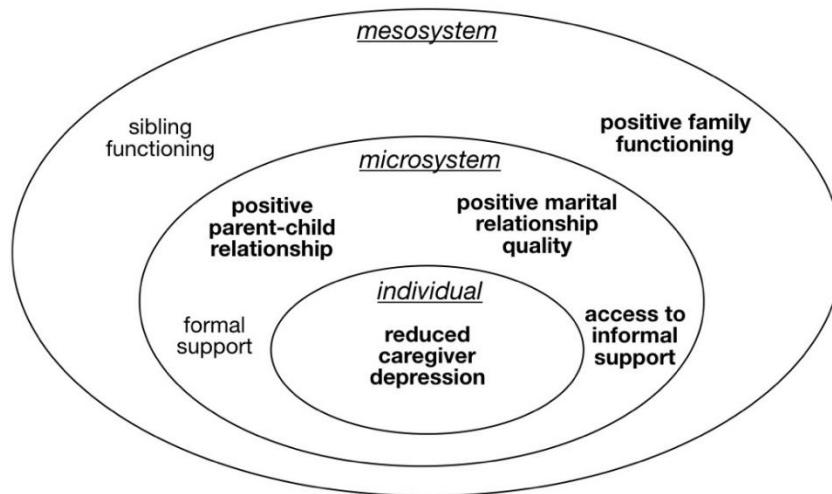 mesosystem
sibling
functioning
positive family
functioning
microsystem
positive
parent-child
relationship
positive marital
relationship
quality
formal
support
individual
reduced
caregiver
depression
access to
informal
support